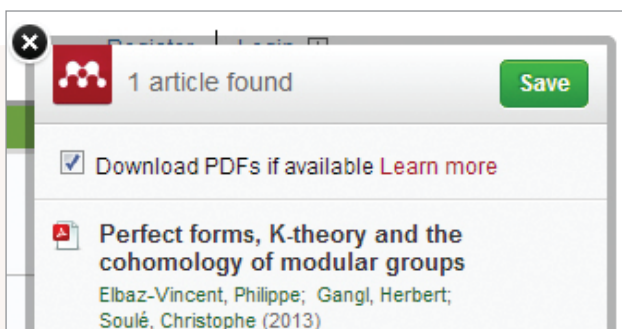 Register | Login
1 article found
Save
Download PDFs if available Learn more
Perfect forms, K-theory and the
cohomology of modular groups
Elbaz-Vincent, Philippe; Gangl, Herbert;
Soulé, Christophe (2013)